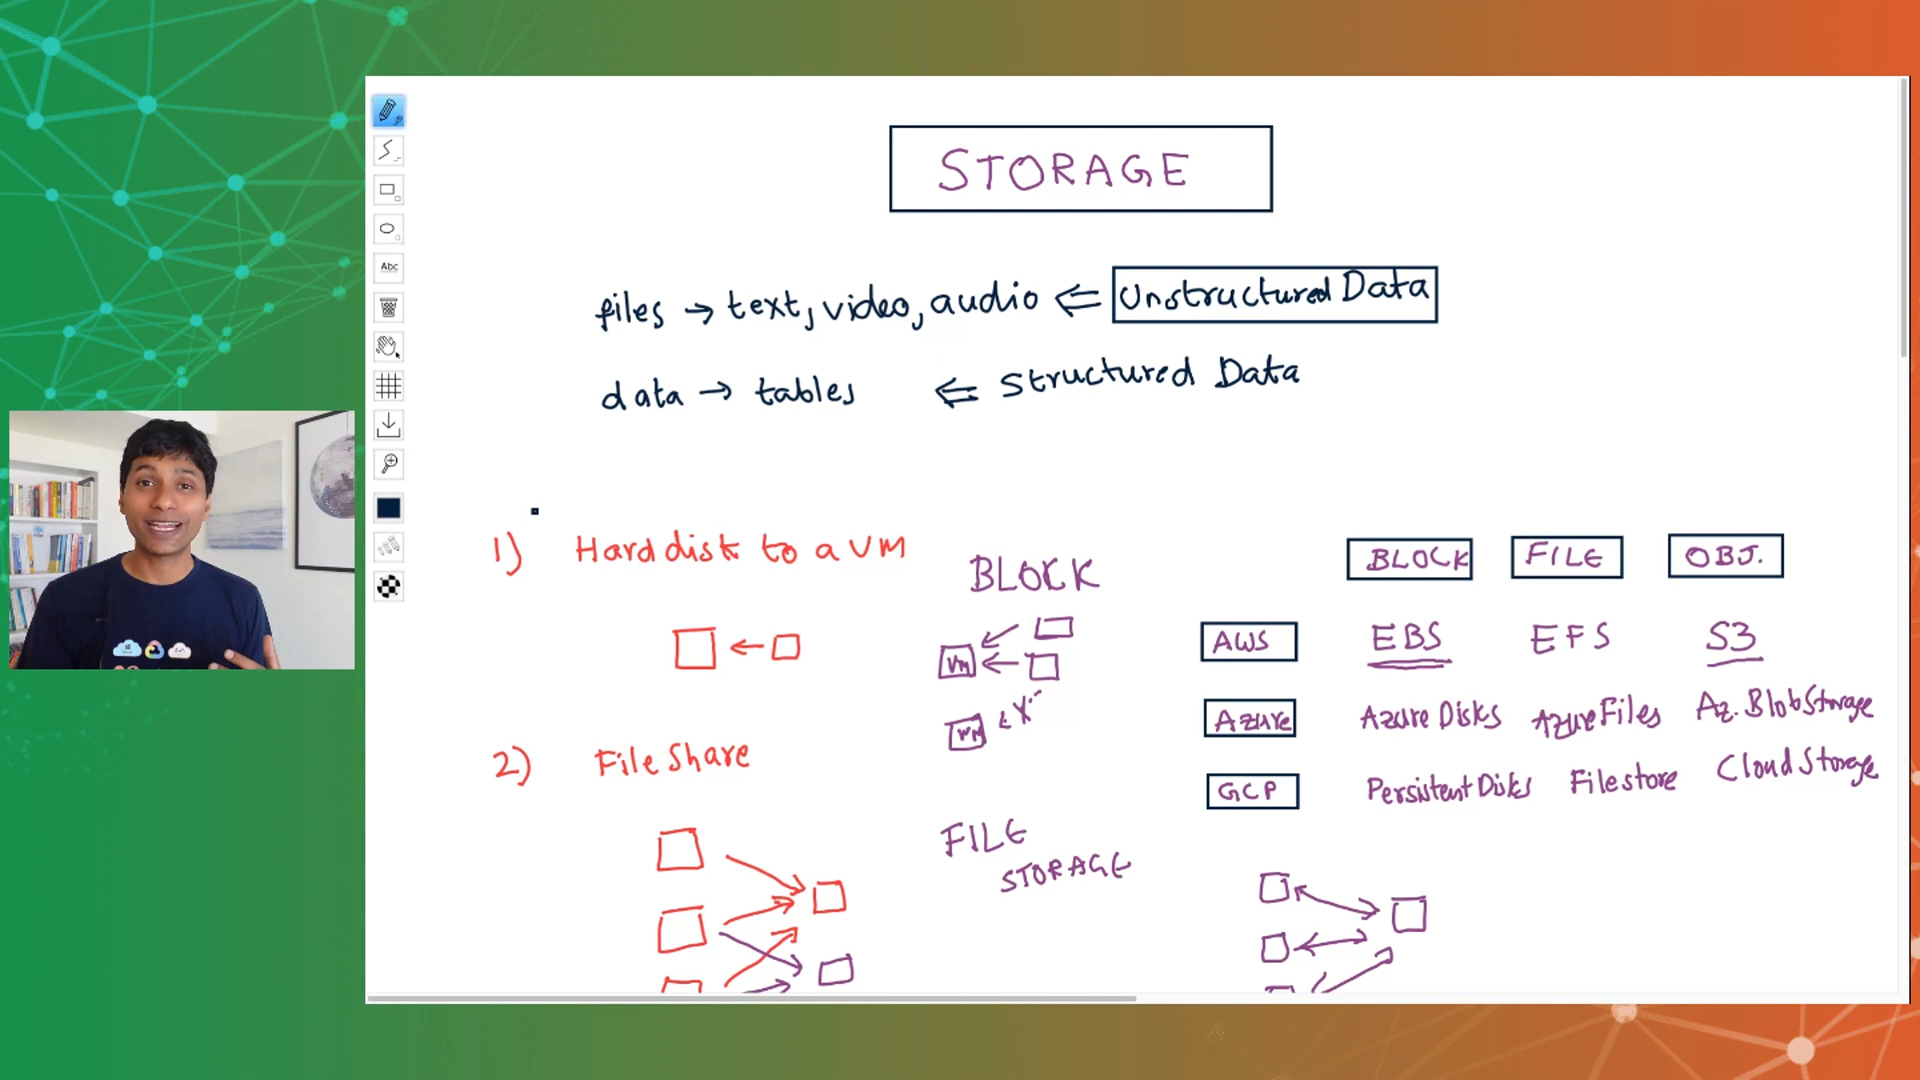 STORAGE
files → text, video, audio ⇐ Unstructured Data
data → tables ⇐ Structured Data
Abc
1) Hard disk to a VM
BLOCK
BLOCK FILE OBJ.
AWS EBS EFS S3
VM
Azure Azure Disks Azure Files Az. Blob Storage
VM
2) File Share
GCP Persistent Disks Filestore Cloud Storage
FILE
STORAGE